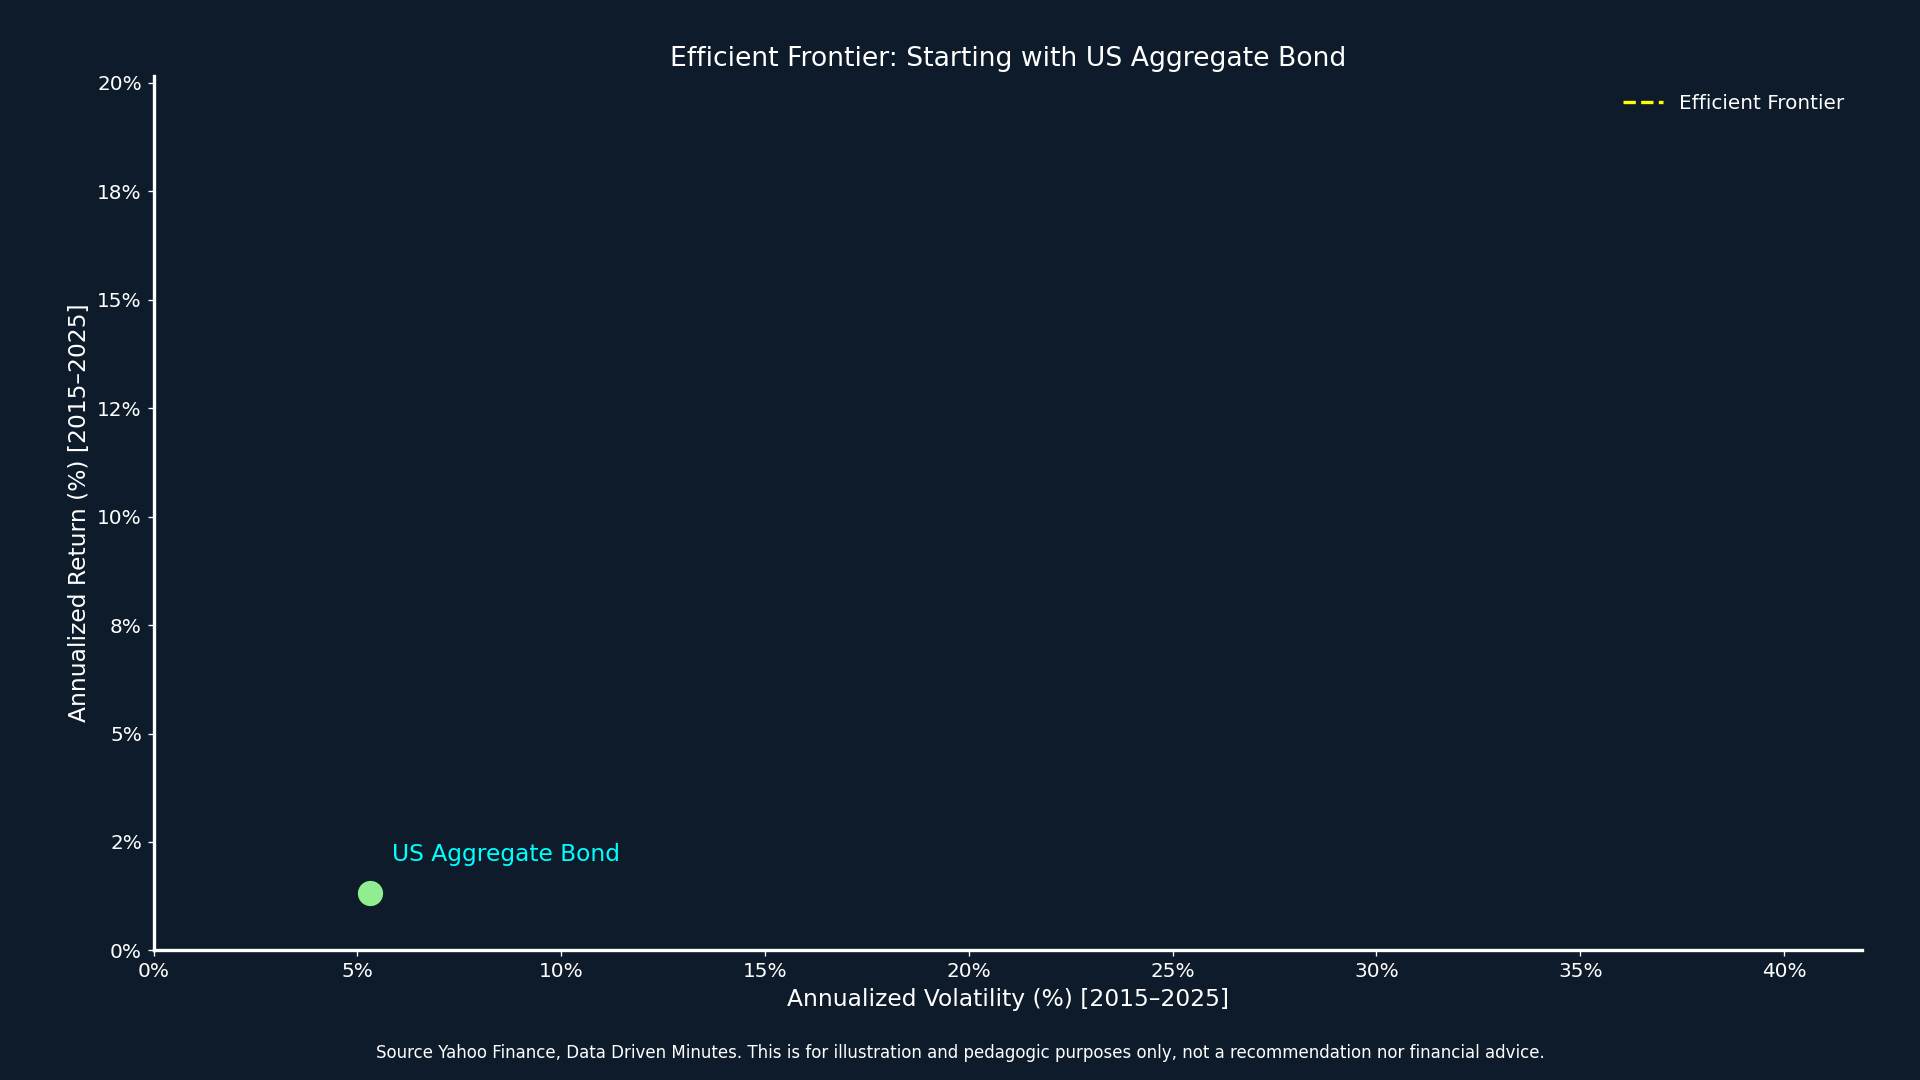 Efficient Frontier: Starting with US Aggregate Bond
Efficient Frontier
Annualized Return (%) [2015–2025]
20%
18%
15%
12%
10%
8%
5%
2%
0%
US Aggregate Bond
0% 5% 10% 15% 20% 25% 30% 35% 40%
Annualized Volatility (%) [2015–2025]
Source Yahoo Finance, Data Driven Minutes. This is for illustration and pedagogic purposes only, not a recommendation nor financial advice.